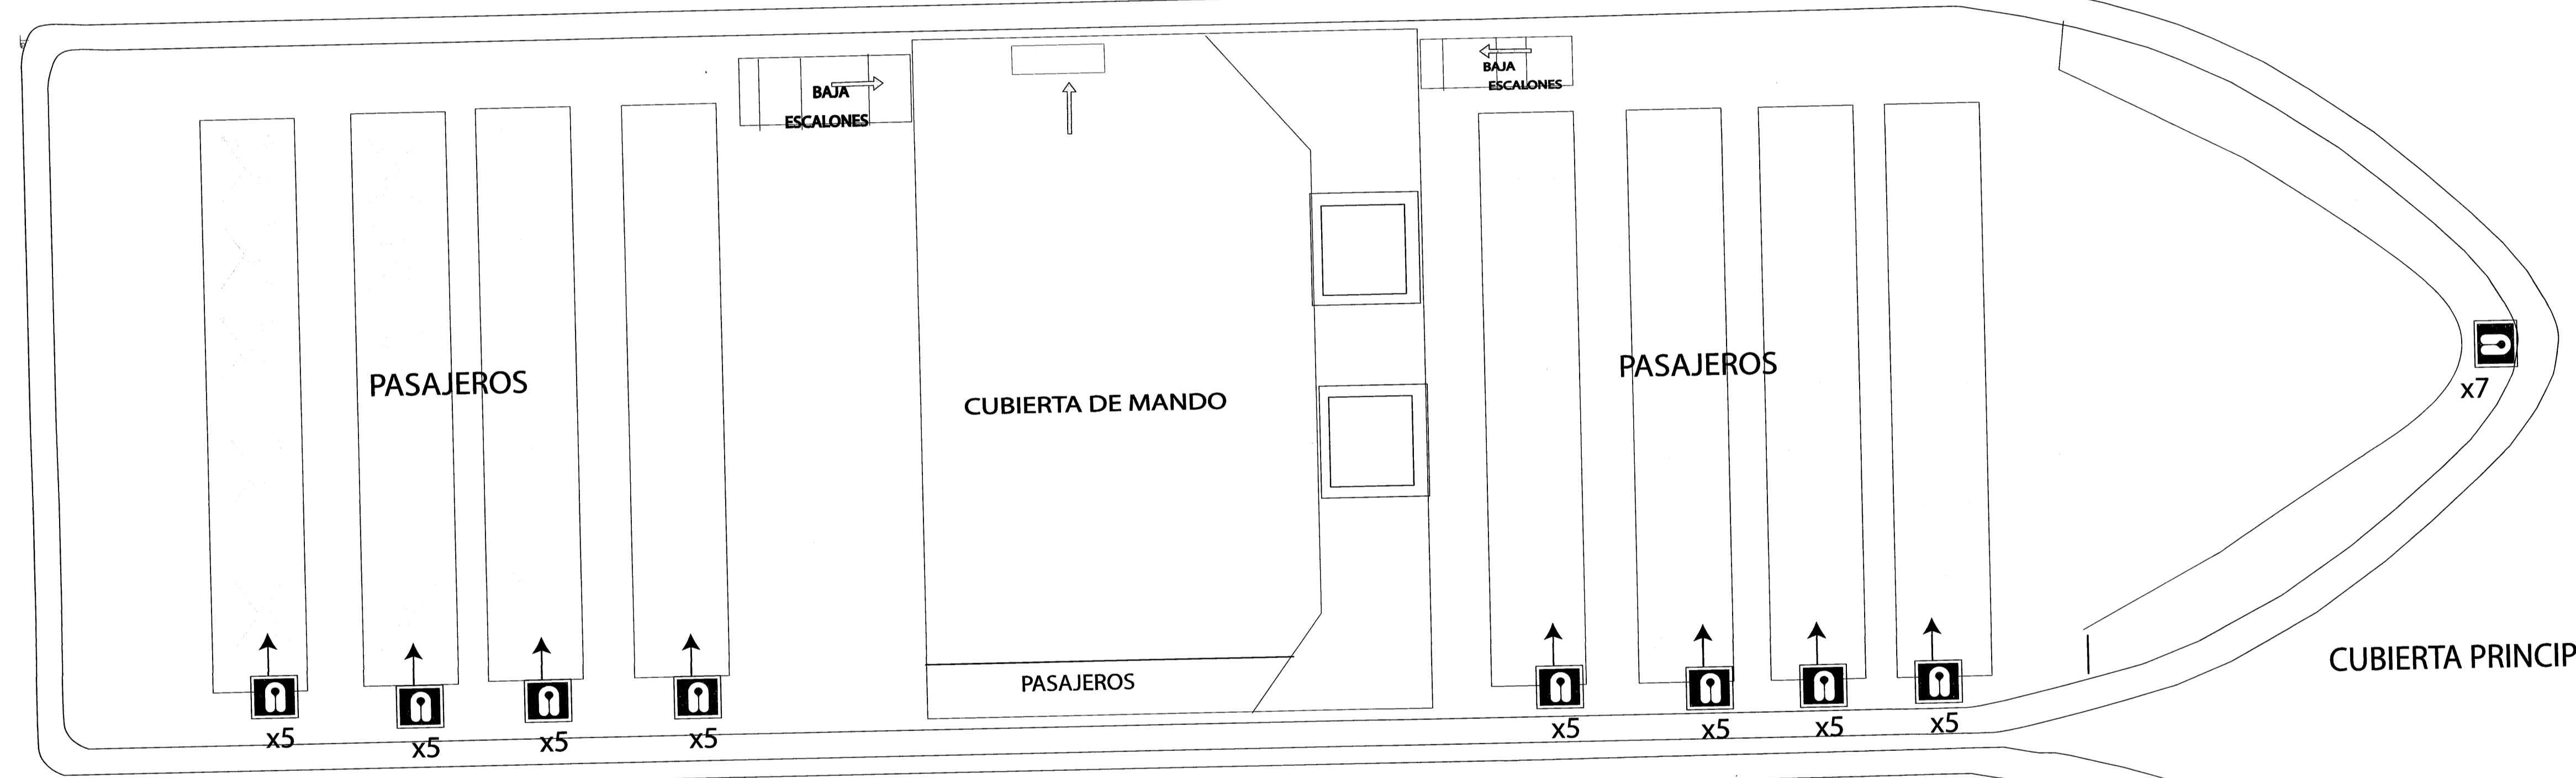 BAJA
ESCALONES
BAJA
ESCALONES
PASAJEROS
CUBIERTA DE MANDO
PASAJEROS
x7
PASAJEROS
CUBIERTA PRINCIP
x5
x5
x5
x5
x5
x5
x5
x5